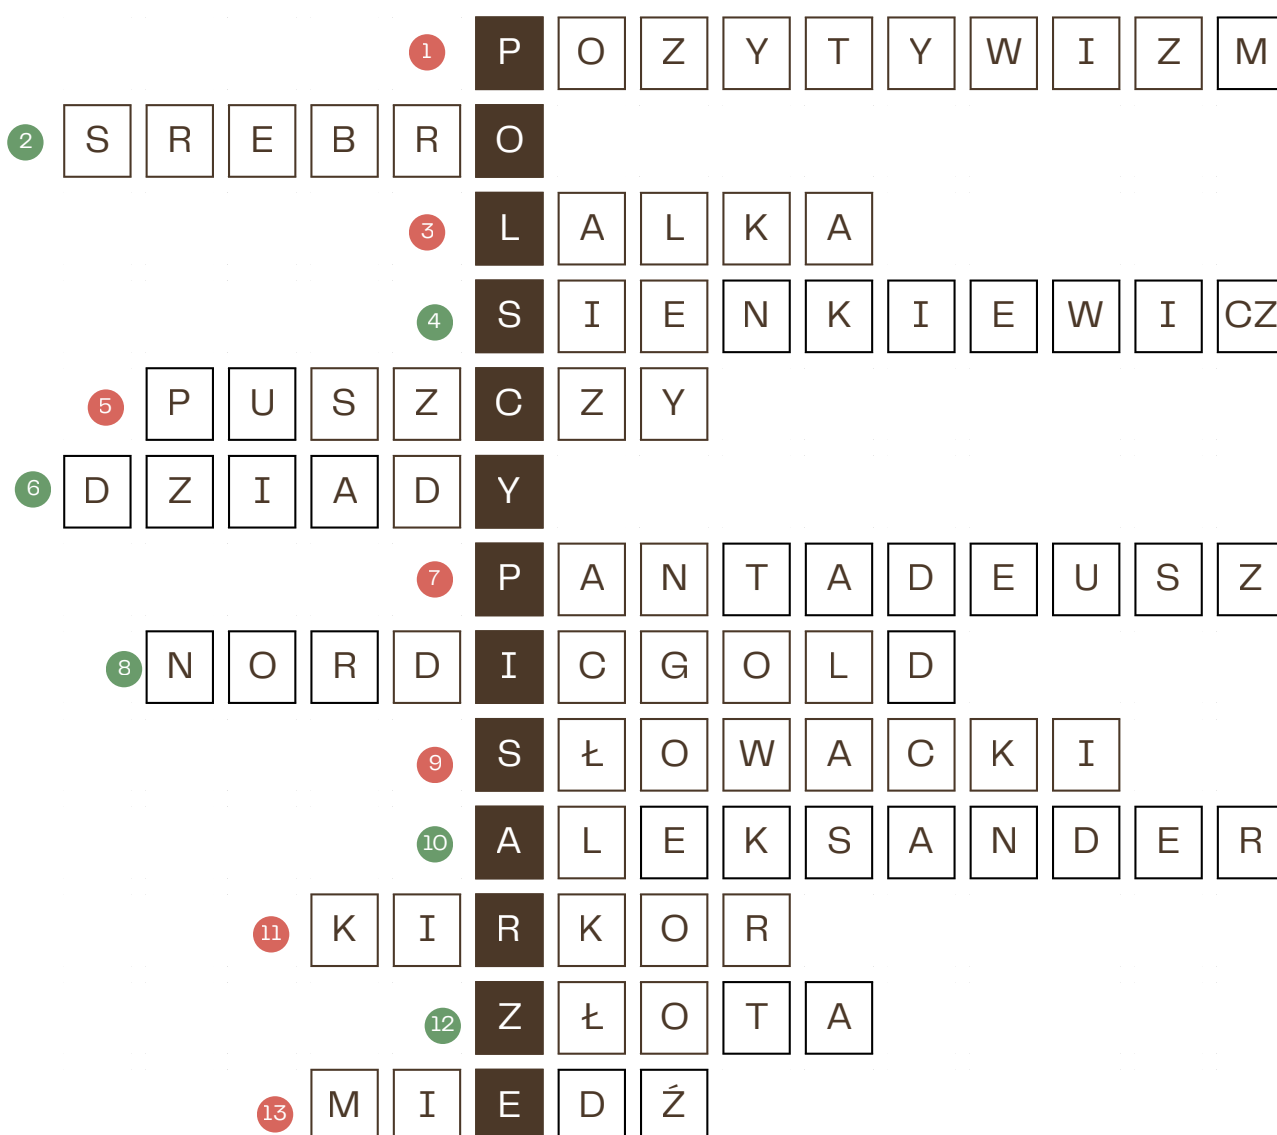 1 POZYTYWIZM
2 SREBRO
3 LALKA
4 SIENKIEWICZ
5 PUSZCZY
6 DZIADY
7 PANTADEUSZ
8 NORDICGOLD
9 SŁOWACKI
10 ALEKSANDER
11 KIRKOR
12 ZŁOTA
13 MIEDŹ